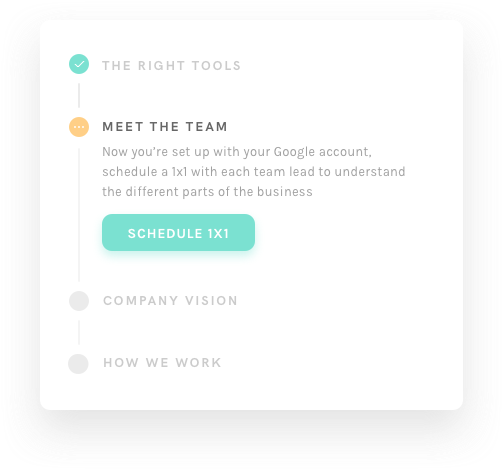 THE RIGHT TOOLS
MEET THE TEAM
Now you're set up with your Google account,
schedule a 1x1 with each team lead to understand
the different parts of the business
SCHEDULE 1X1
COMPANY VISION
HOW WE WORK